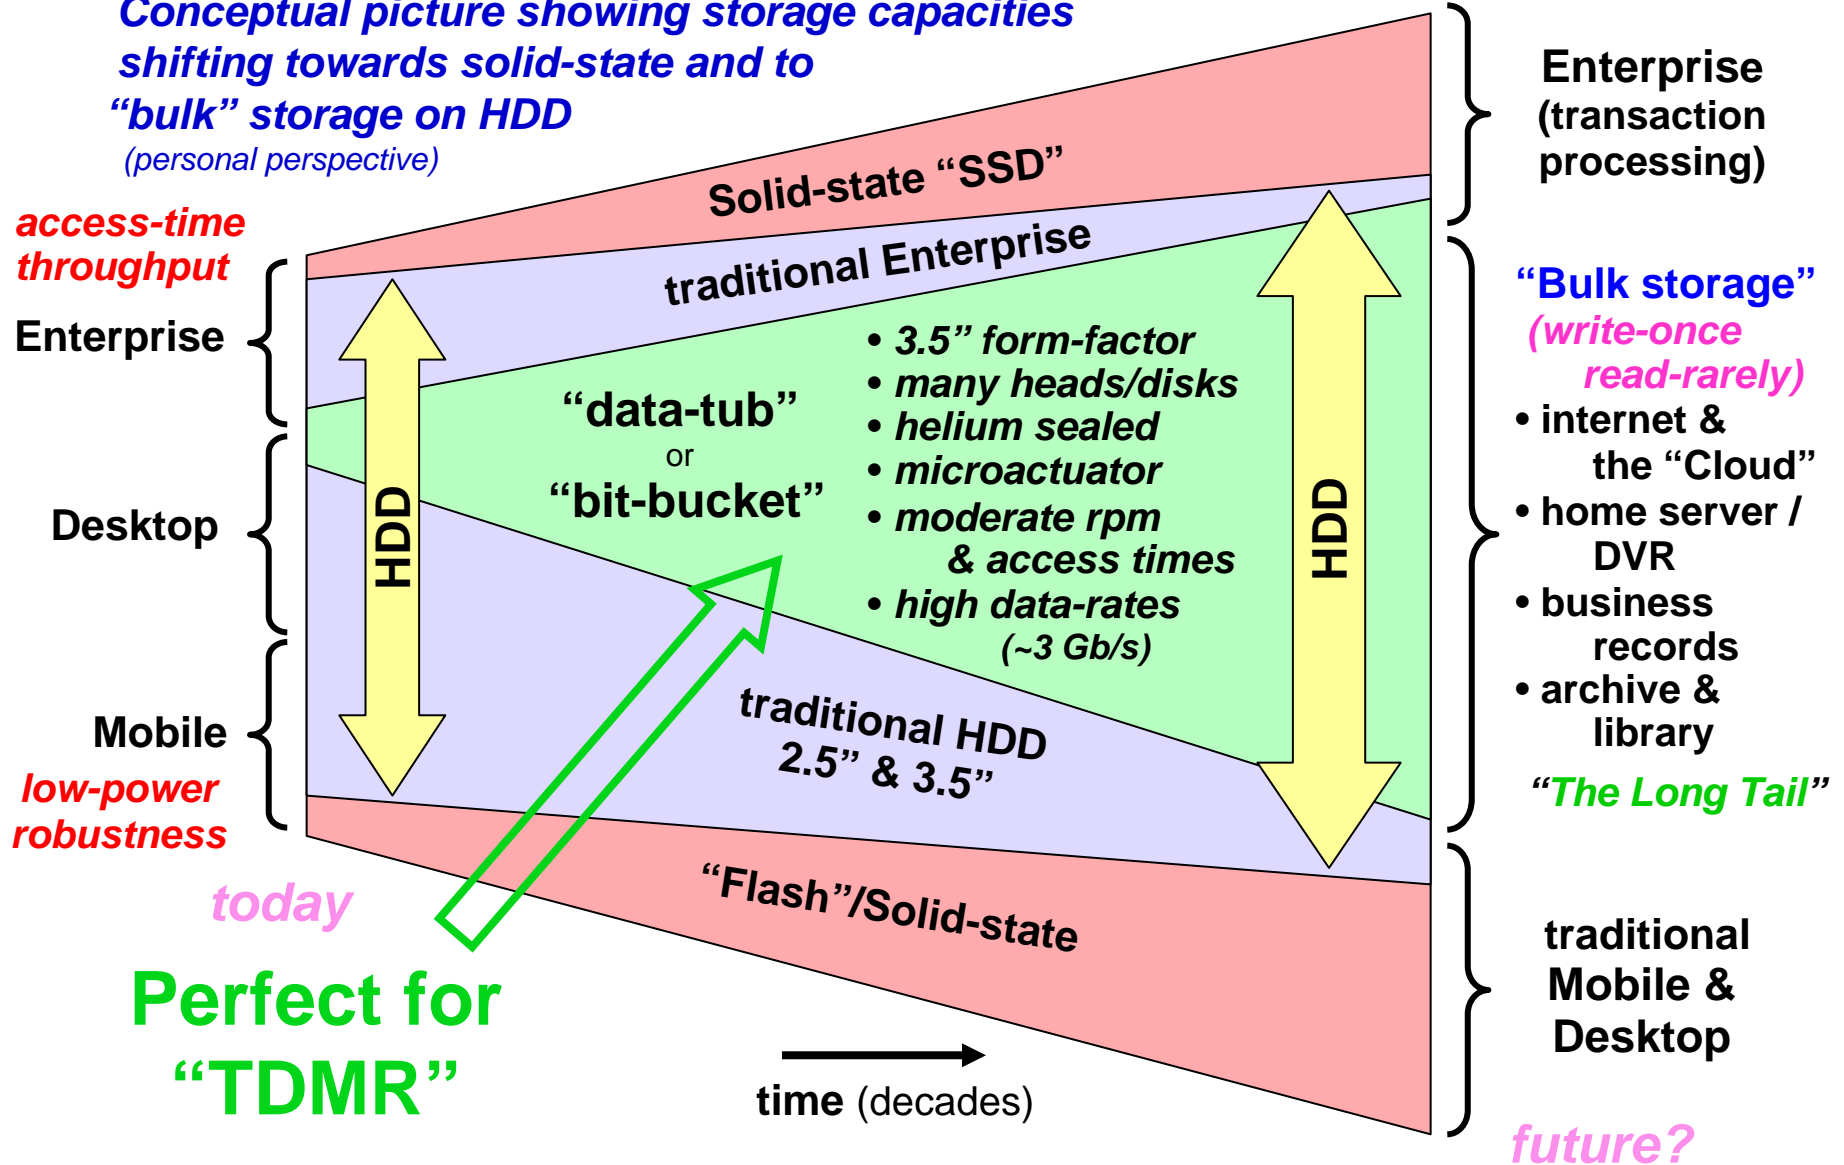 Conceptual picture showing storage capacities
shifting towards solid-state and to
“bulk” storage on HDD
(personal perspective)
access-time
throughput
Enterprise
Desktop
Mobile
low-power
robustness
today
Perfect for
“TDMR”
HDD
Solid-state “SSD”
traditional Enterprise
“data-tub”
or
“bit-bucket”
• 3.5” form-factor
• many heads/disks
• helium sealed
• microactuator
• moderate rpm
& access times
• high data-rates
(~3 Gb/s)
traditional HDD
2.5” & 3.5”
“Flash”/Solid-state
time (decades)
HDD
Enterprise
(transaction
processing)
“Bulk storage”
(write-once
read-rarely)
• internet &
the “Cloud”
• home server /
DVR
• business
records
• archive &
library
“The Long Tail”
traditional
Mobile &
Desktop
future?